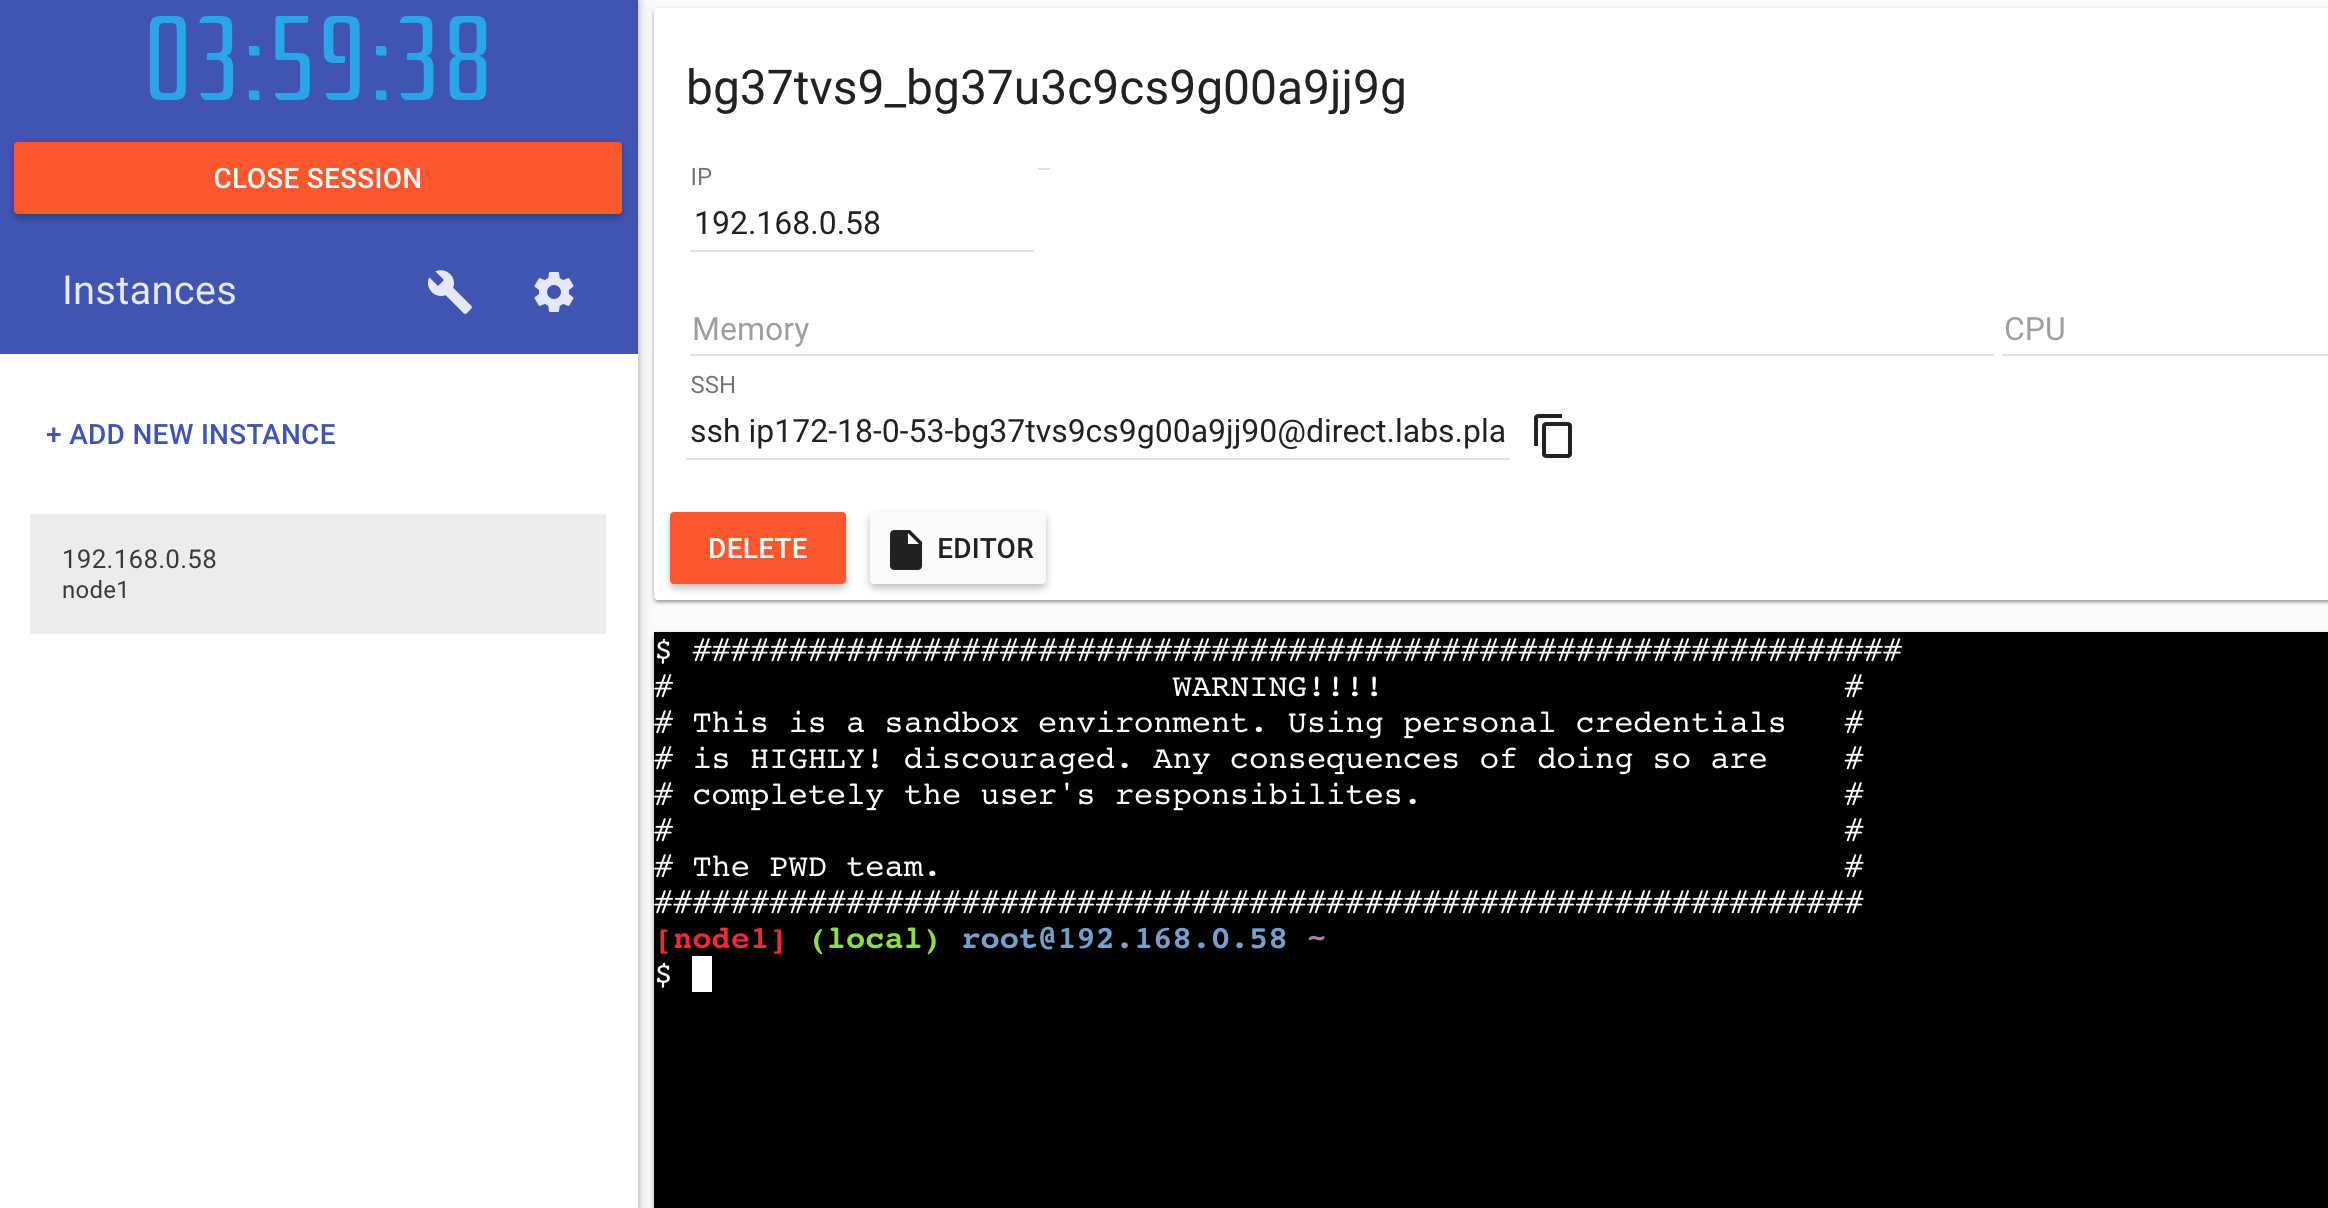 03:59:38
CLOSE SESSION
Instances
+ ADD NEW INSTANCE
192.168.0.58
node1
bg37tvs9_bg37u3c9cs9g00a9jj9g
IP
192.168.0.58
Memory
CPU
SSH
ssh ip172-18-0-53-bg37tvs9cs9g00a9jj90@direct.labs.pla
DELETE
EDITOR
$ ###############################################################
# WARNING!!!! #
# This is a sandbox environment. Using personal credentials #
# is HIGHLY! discouraged. Any consequences of doing so are #
# completely the user's responsibilites. #
# #
# The PWD team. #
###############################################################
[node1] (local) root@192.168.0.58 ~
$